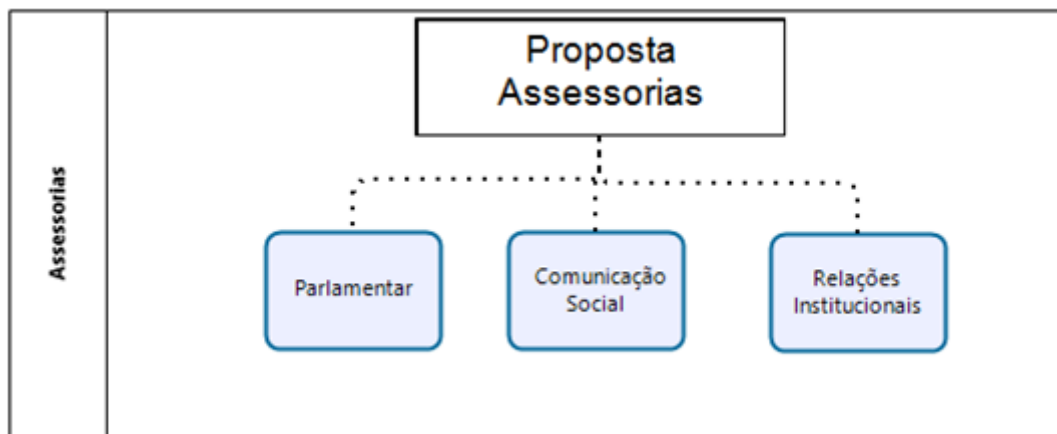 Assessorias
Proposta
Assessorias
Parlamentar
Comunicação
Social
Relações
Institucionais